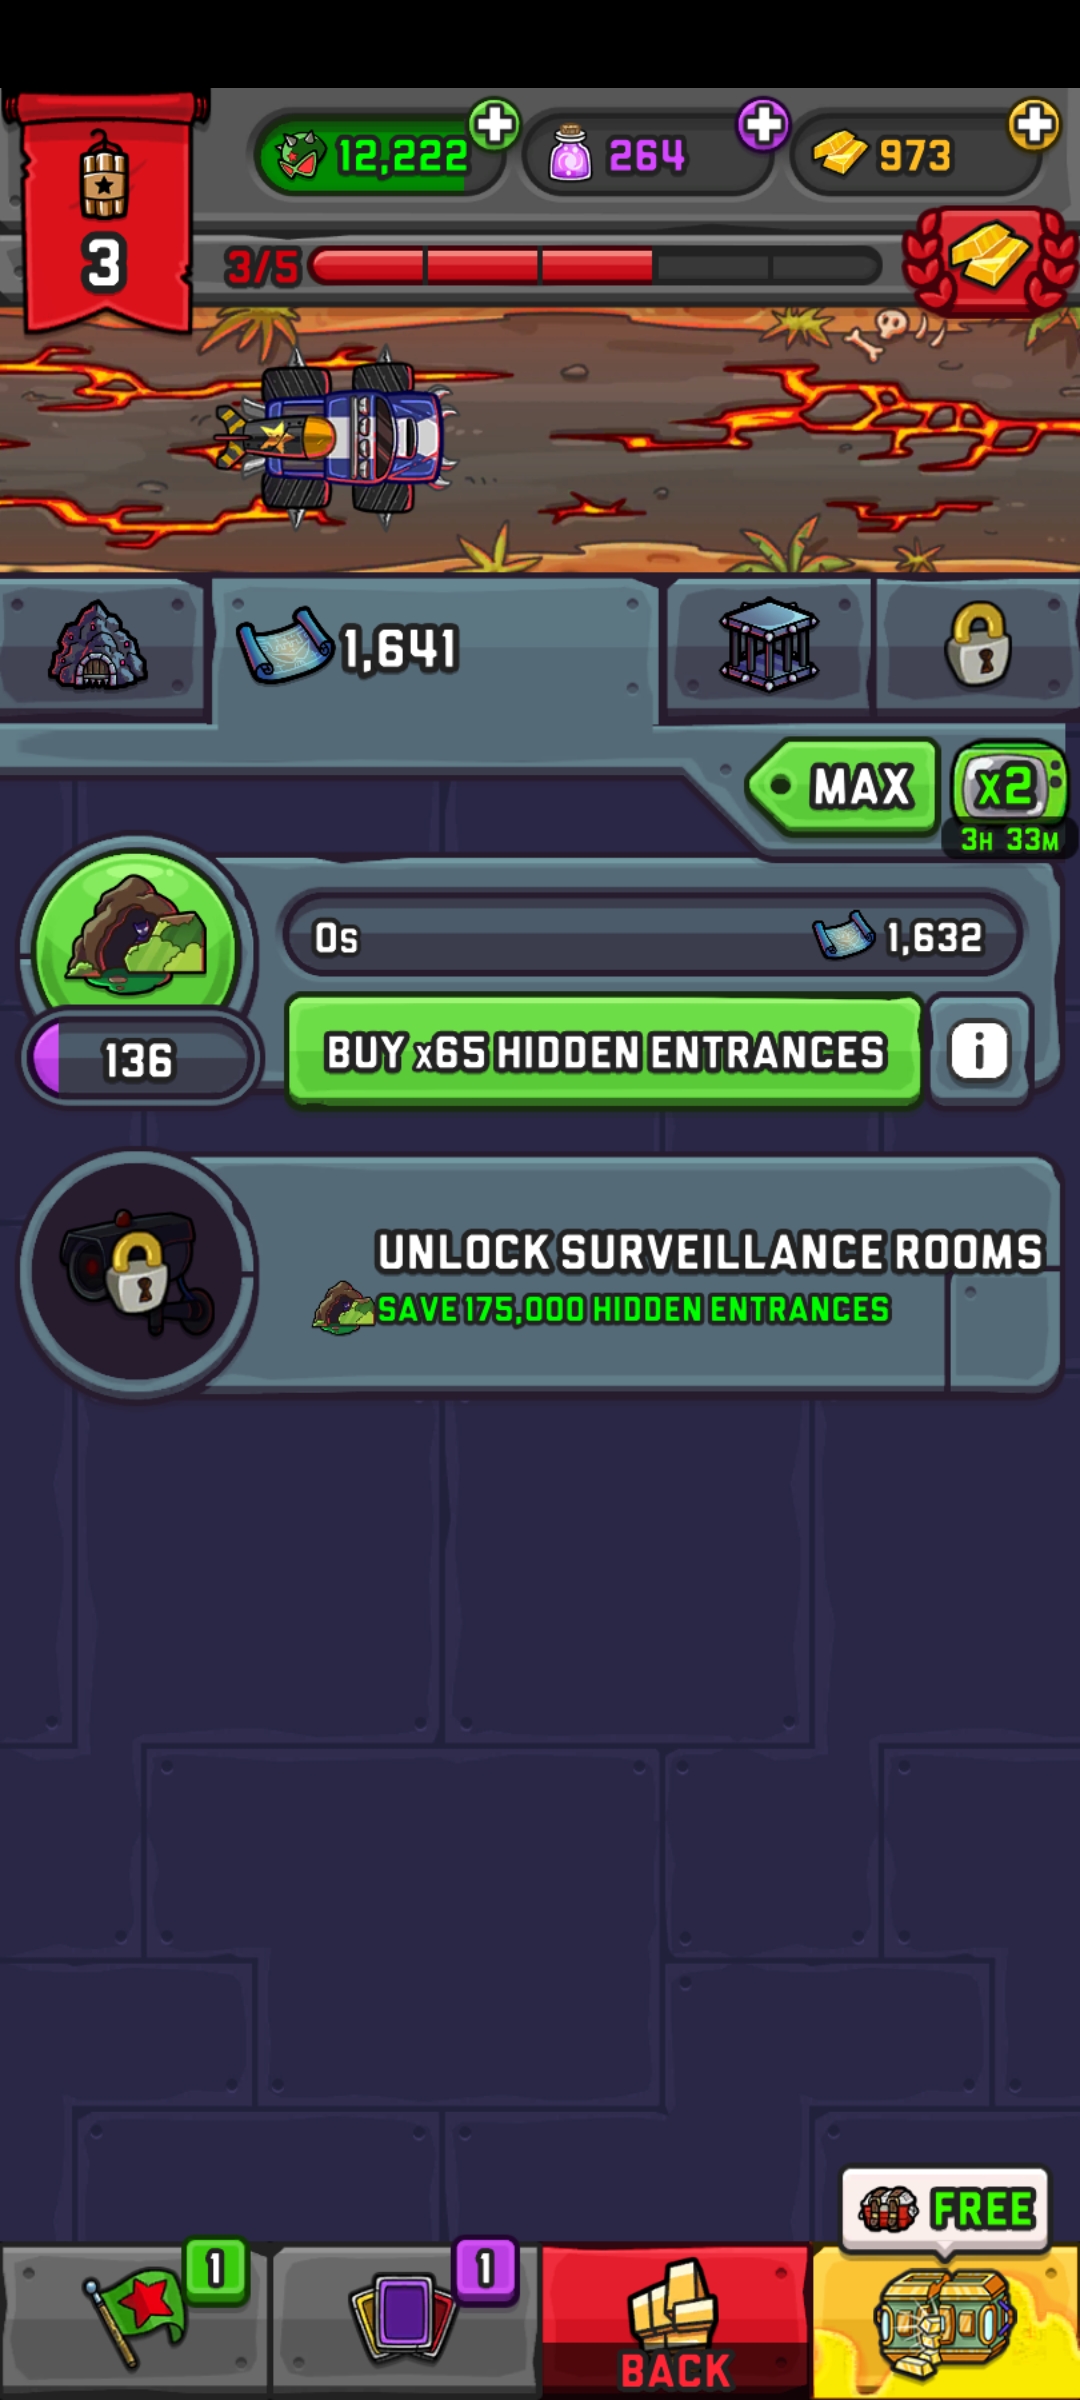 12,222
264
973
3
3/5
1,641
MAX
x2
3H 33M
0s
1,632
136
BUY x65 HIDDEN ENTRANCES
i
UNLOCK SURVEILLANCE ROOMS
SAVE 175,000 HIDDEN ENTRANCES
FREE
1
1
BACK